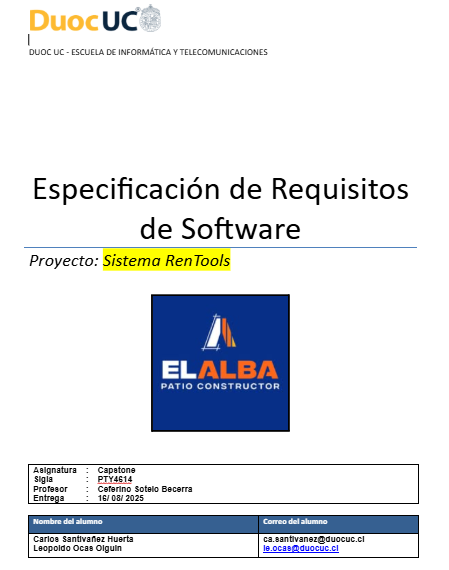 DuocUC
DUOC UC - ESCUELA DE INFORMÁTICA Y TELECOMUNICACIONES
Especificación de Requisitos
de Software
Proyecto: Sistema RenTools
ELALBA
PATIO CONSTRUCTOR
Asignatura : Capstone
Sigla : PTY4614
Profesor : Ceferino Sotelo Becerra
Entrega : 16/ 08/ 2025
Nombre del alumno Correo del alumno
Carlos Santivañez Huerta ca.santivanez@duocuc.cl
Leopoldo Ocas Olguin le.ocas@duocuc.cl